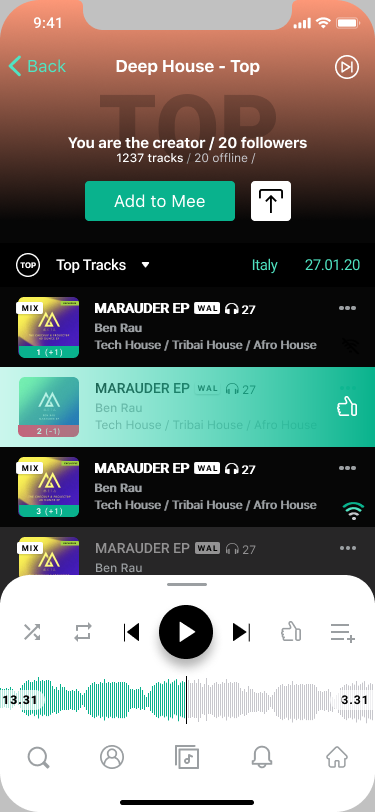 9:41
Back
Deep House - Top
TOP
You are the creator / 20 followers
1237 tracks / 20 offline /
Add to Mee
TOP
Top Tracks
Italy
27.01.20
MIX
MARAUDER EP WAL 27
Ben Rau
Tech House / Tribai House / Afro House
1 (+1)
MARAUDER EP WAL 27
Ben Rau
Tech House / Tribai House / Afro House
2 (-1)
MIX
MARAUDER EP WAL 27
Ben Rau
Tech House / Tribai House / Afro House
3 (+1)
MIX
MARAUDER EP WAL 27
Ben Rau
13.31
3.31